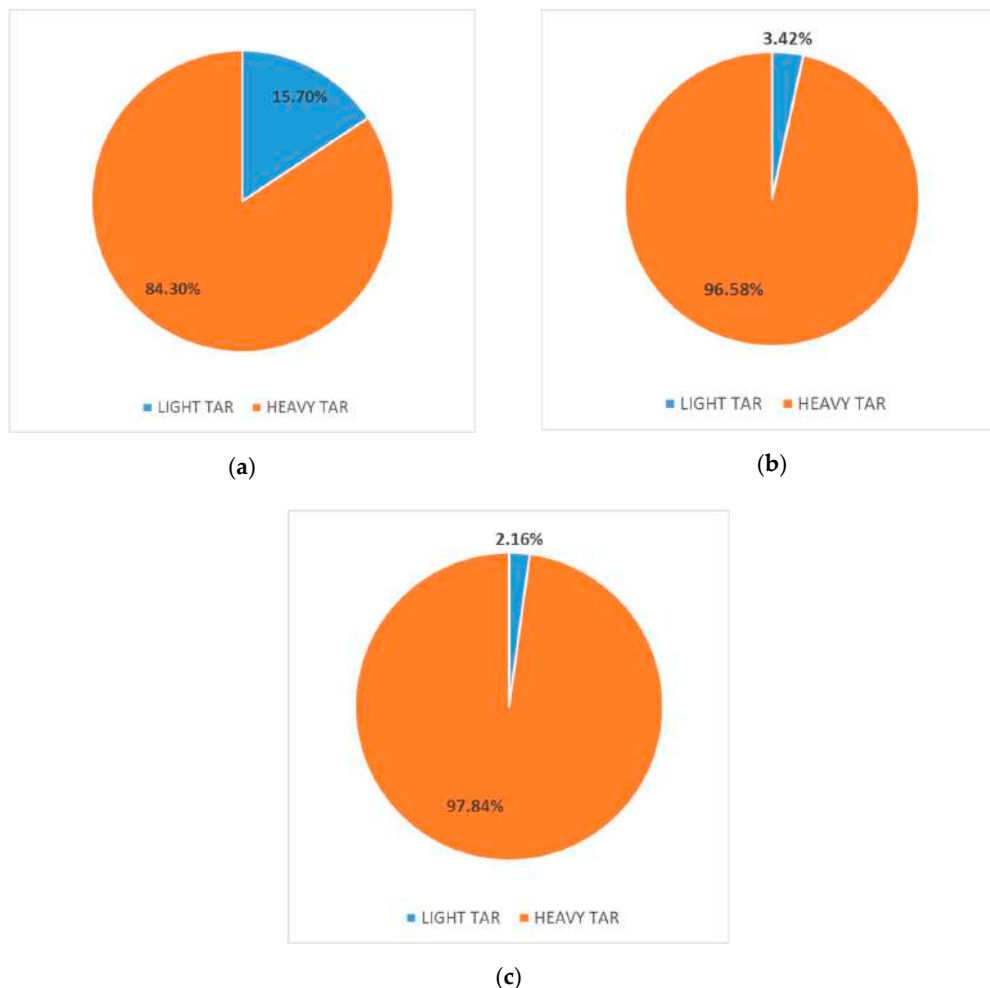 15.70%
84.30%
LIGHT TAR HEAVY TAR
(a)
3.42%
96.58%
LIGHT TAR HEAVY TAR
(b)
2.16%
97.84%
LIGHT TAR HEAVY TAR
(c)